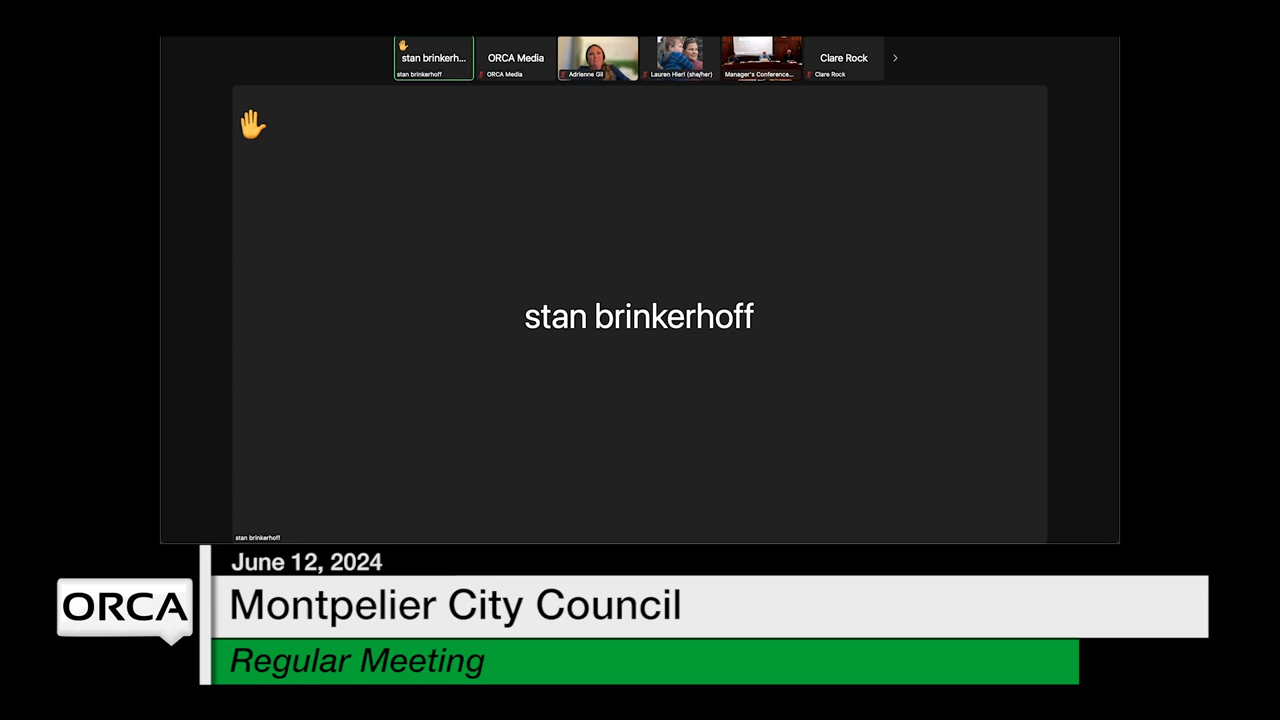 stan brinkerh...
ORCA Media
Clare Rock
stan brinkerhoff
ORCA Media
Adrienne Gil
Lauren Hierl (she/her)
Manager's Conference...
Clare Rock
stan brinkerhoff
stan brinkerhoff
June 12, 2024
ORCA
Montpelier City Council
Regular Meeting